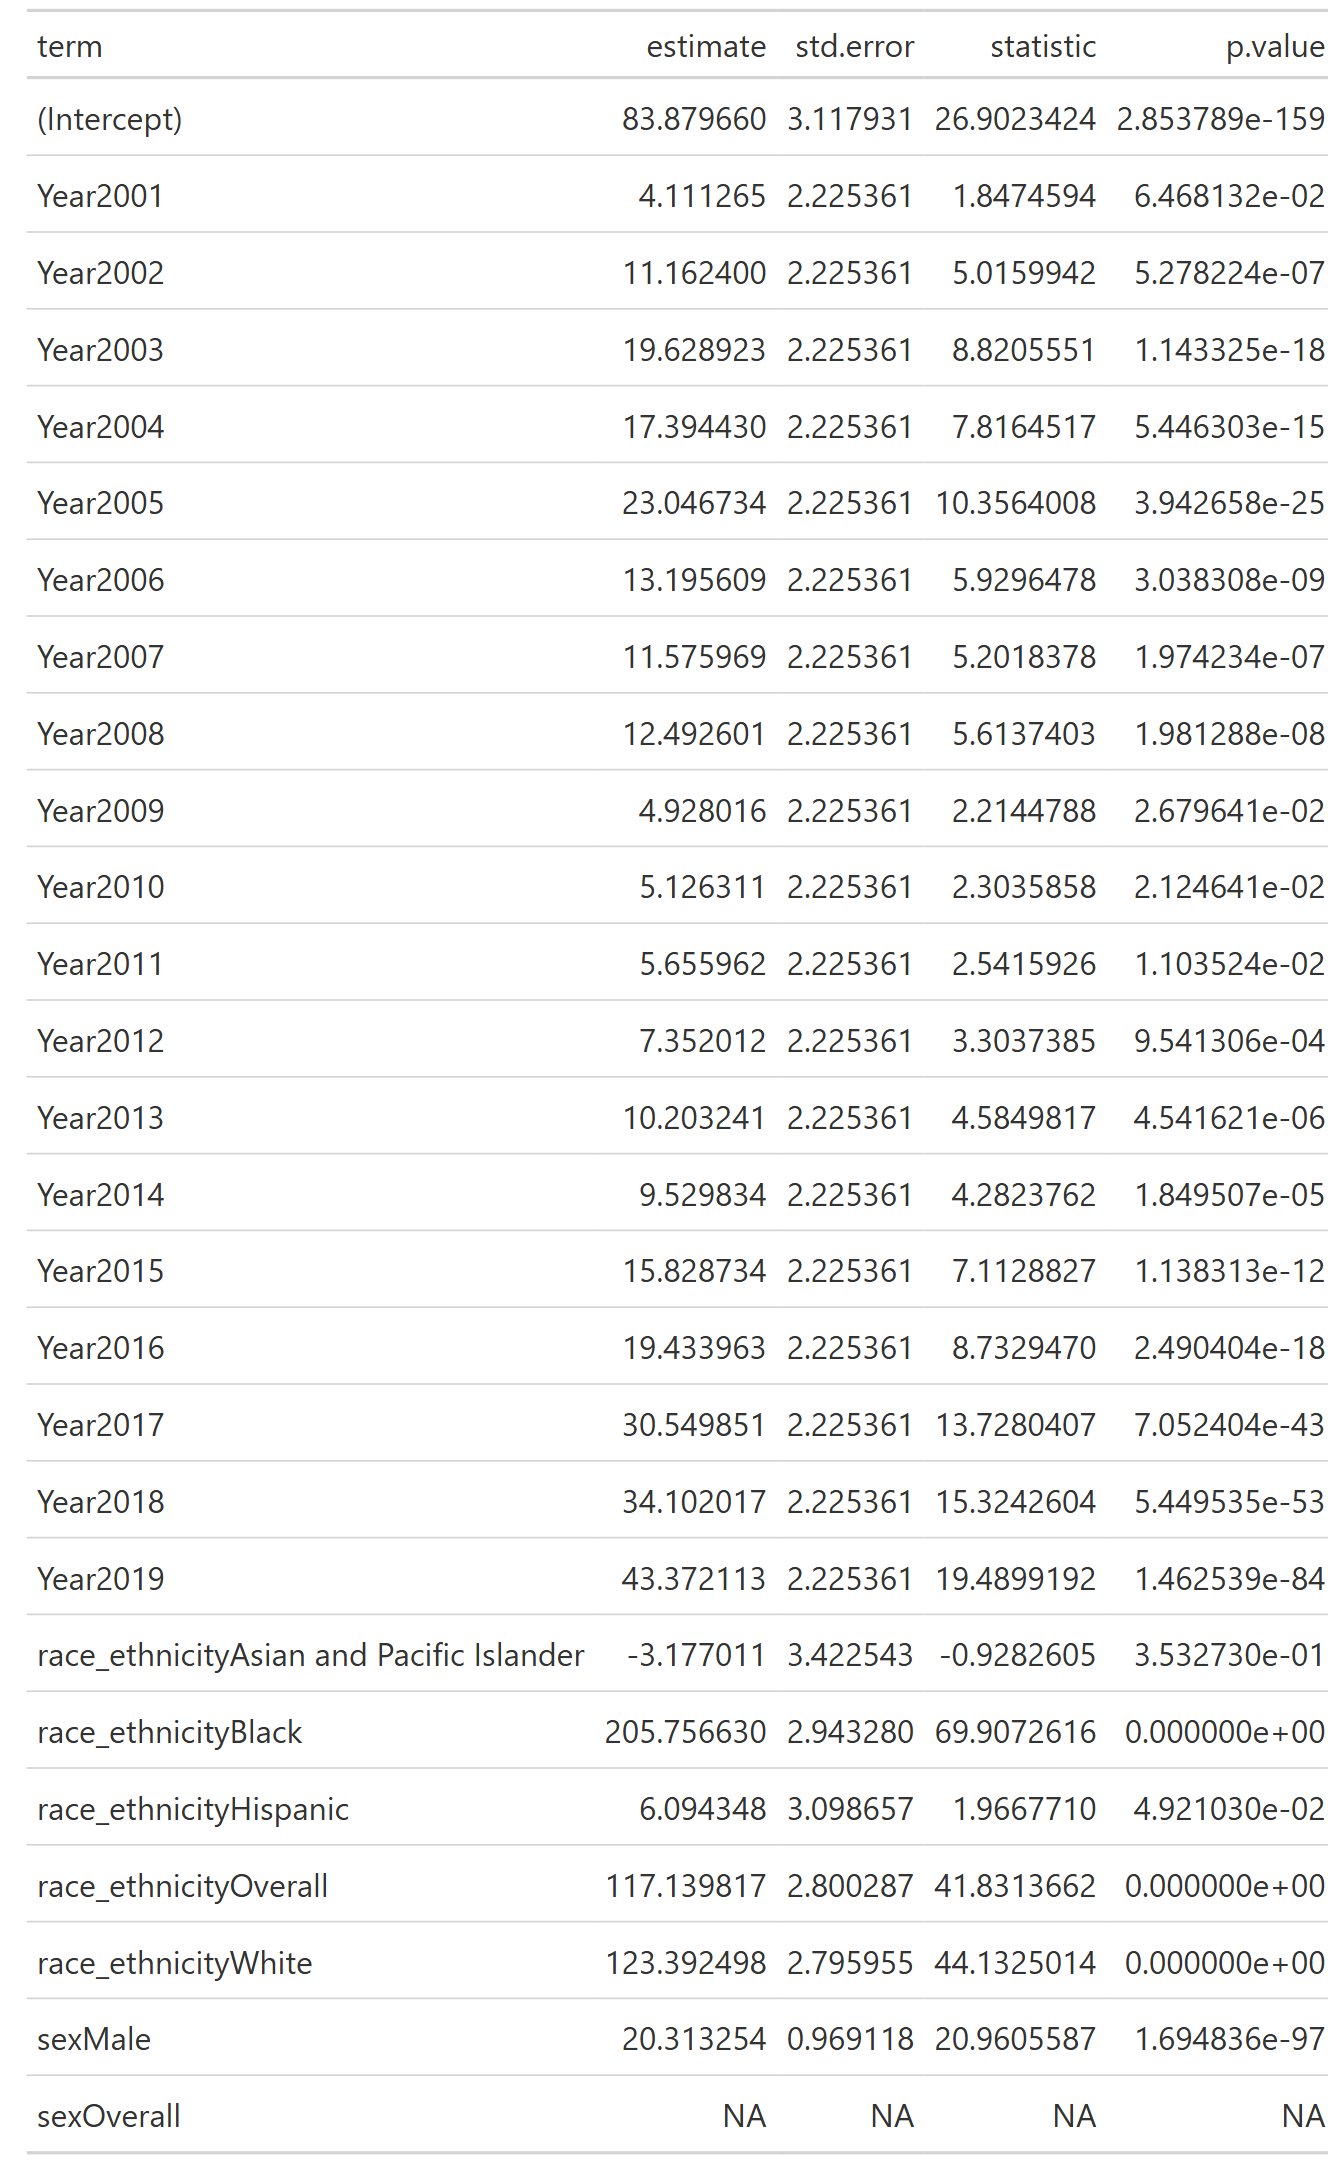 term estimate std.error statistic p.value
(Intercept) 83.879660 3.117931 26.9023424 2.853789e-159
Year2001 4.111265 2.225361 1.8474594 6.468132e-02
Year2002 11.162400 2.225361 5.0159942 5.278224e-07
Year2003 19.628923 2.225361 8.8205551 1.143325e-18
Year2004 17.394430 2.225361 7.8164517 5.446303e-15
Year2005 23.046734 2.225361 10.3564008 3.942658e-25
Year2006 13.195609 2.225361 5.9296478 3.038308e-09
Year2007 11.575969 2.225361 5.2018378 1.974234e-07
Year2008 12.492601 2.225361 5.6137403 1.981288e-08
Year2009 4.928016 2.225361 2.2144788 2.679641e-02
Year2010 5.126311 2.225361 2.3035858 2.124641e-02
Year2011 5.655962 2.225361 2.5415926 1.103524e-02
Year2012 7.352012 2.225361 3.3037385 9.541306e-04
Year2013 10.203241 2.225361 4.5849817 4.541621e-06
Year2014 9.529834 2.225361 4.2823762 1.849507e-05
Year2015 15.828734 2.225361 7.1128827 1.138313e-12
Year2016 19.433963 2.225361 8.7329470 2.490404e-18
Year2017 30.549851 2.225361 13.7280407 7.052404e-43
Year2018 34.102017 2.225361 15.3242604 5.449535e-53
Year2019 43.372113 2.225361 19.4899192 1.462539e-84
race_ethnicityAsian and Pacific Islander -3.177011 3.422543 -0.9282605 3.532730e-01
race_ethnicityBlack 205.756630 2.943280 69.9072616 0.000000e+00
race_ethnicityHispanic 6.094348 3.098657 1.9667710 4.921030e-02
race_ethnicityOverall 117.139817 2.800287 41.8313662 0.000000e+00
race_ethnicityWhite 123.392498 2.795955 44.1325014 0.000000e+00
sexMale 20.313254 0.969118 20.9605587 1.694836e-97
sexOverall NA NA NA NA